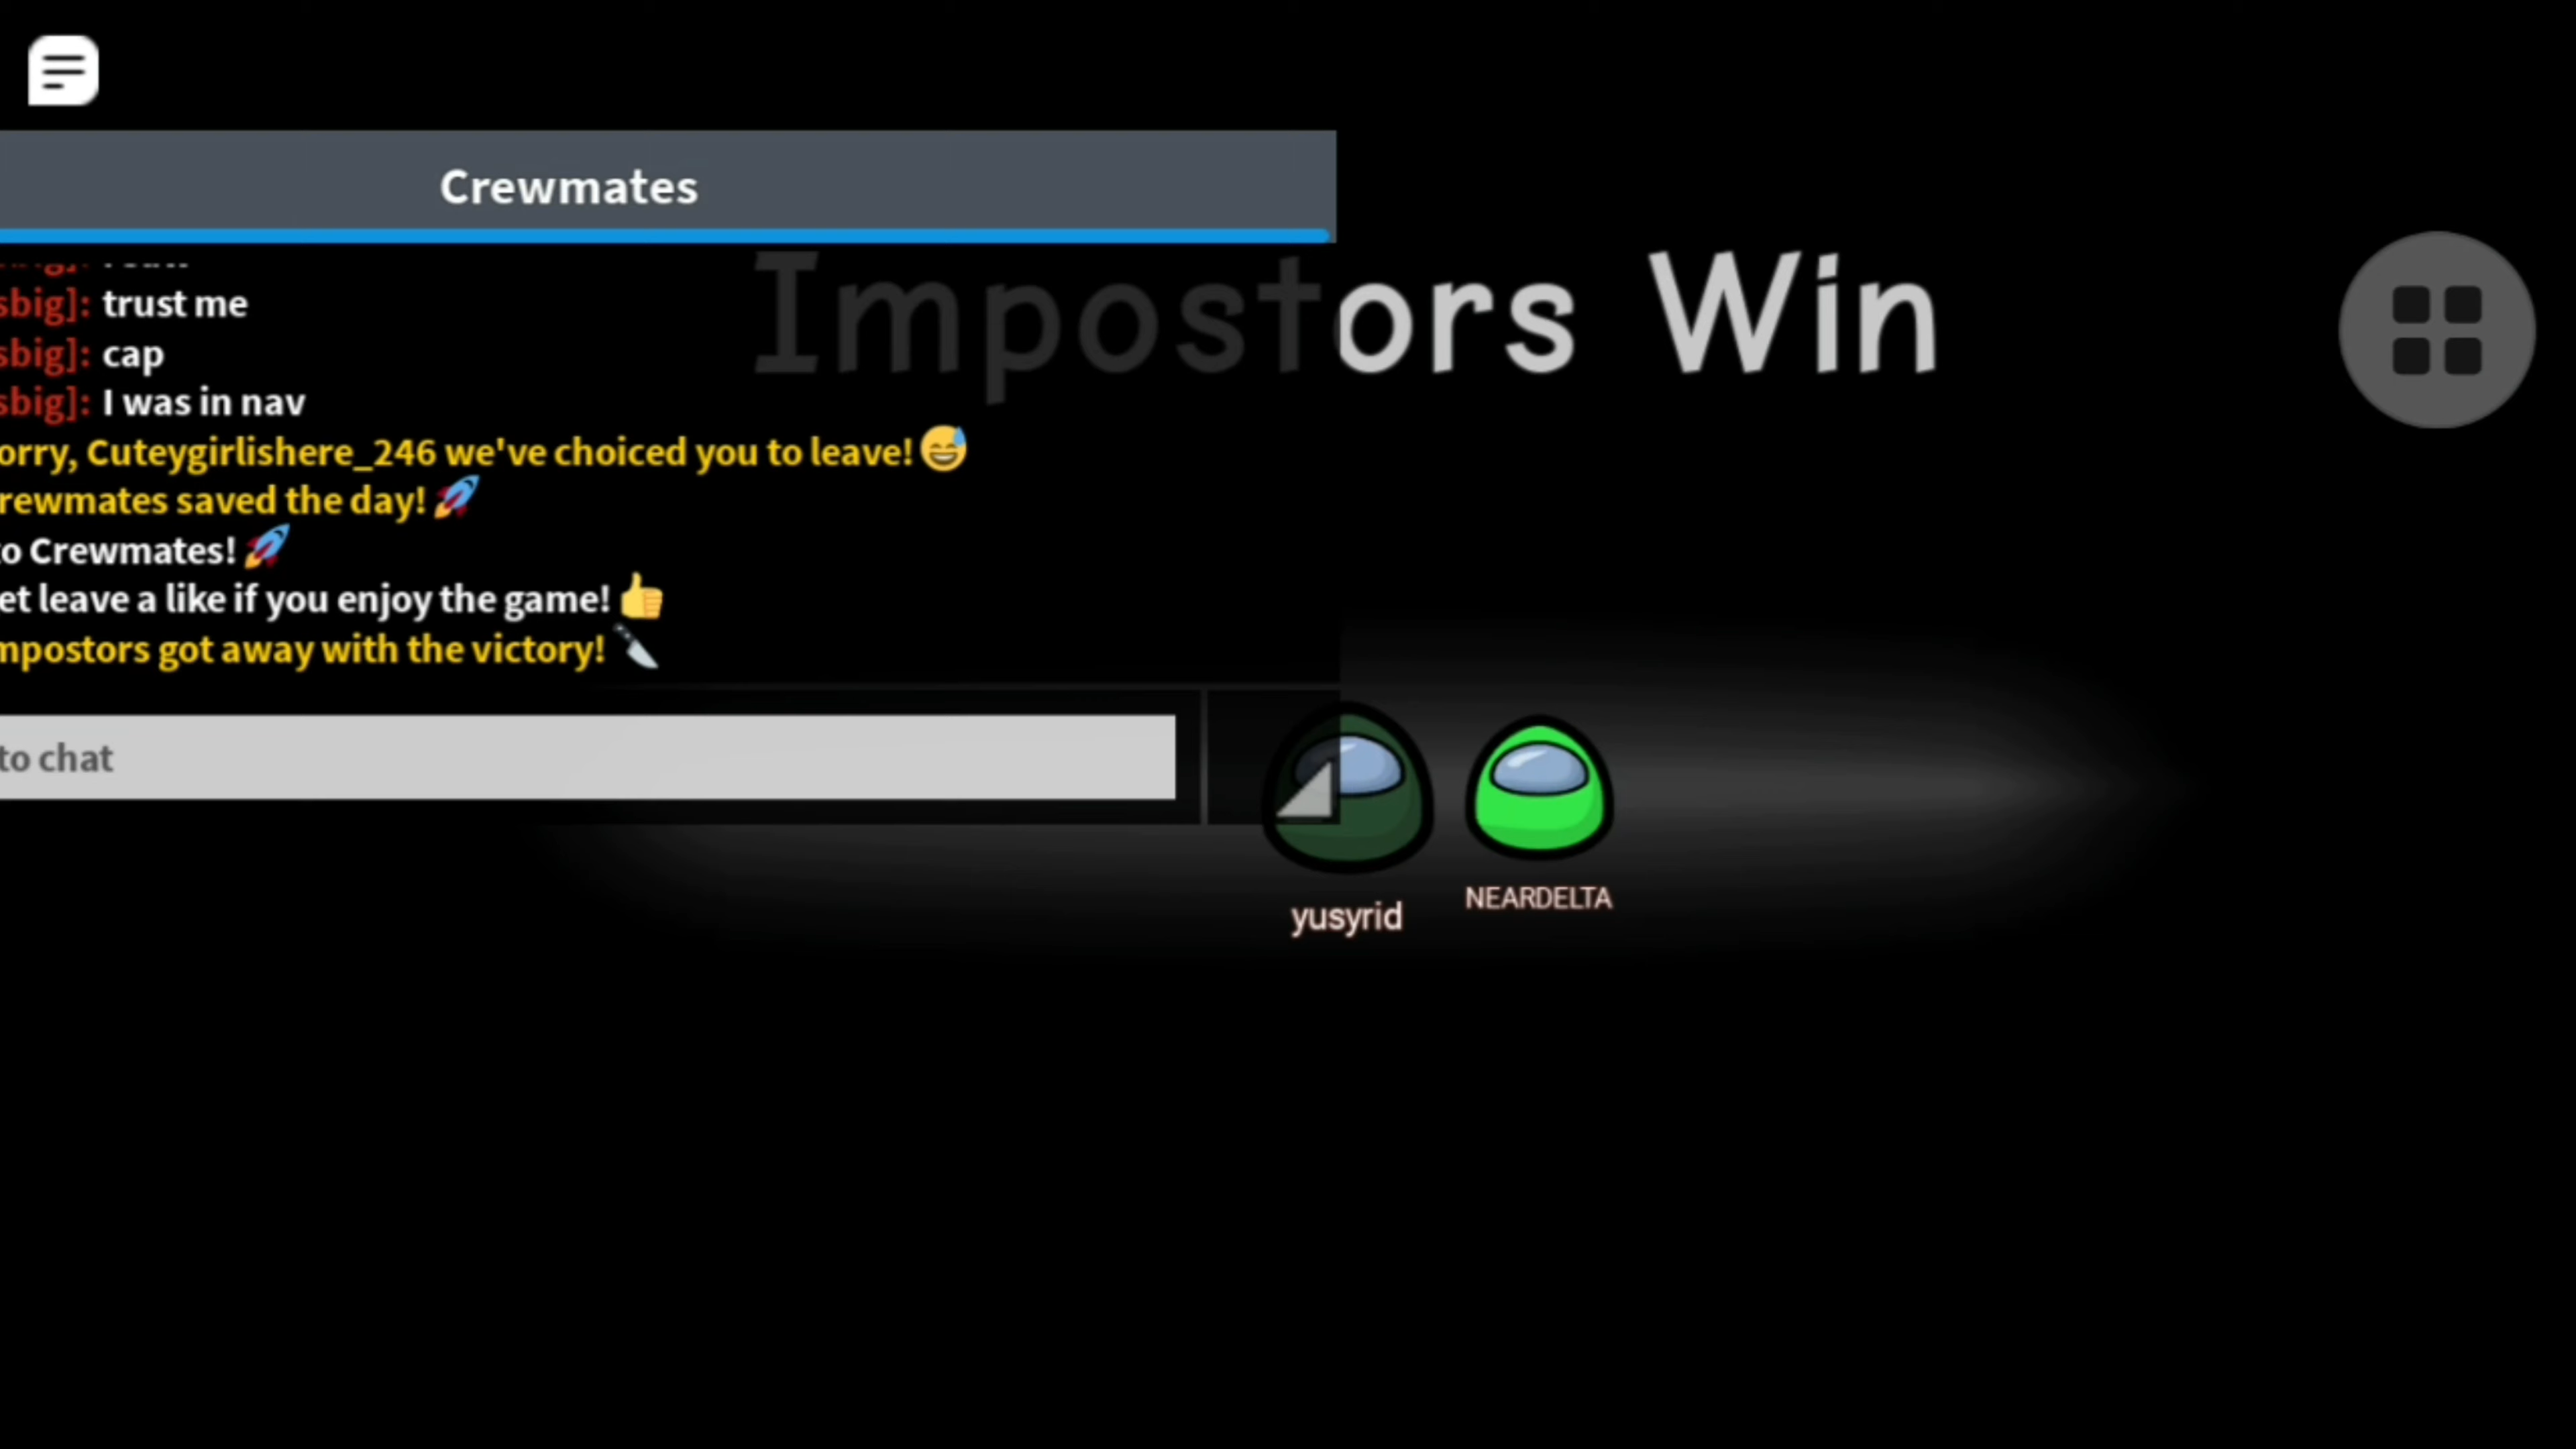 Crewmates
Impostors Win
sbig]: trust me
sbig]: cap
sbig]: I was in nav
orry, Cuteygirlishere_246 we've choiced you to leave!😅
rewmates saved the day!🚀
to Crewmates!🚀
et leave a like if you enjoy the game!👍
mpostors got away with the victory!🔪
to chat
yusyrid
NEARDELTA